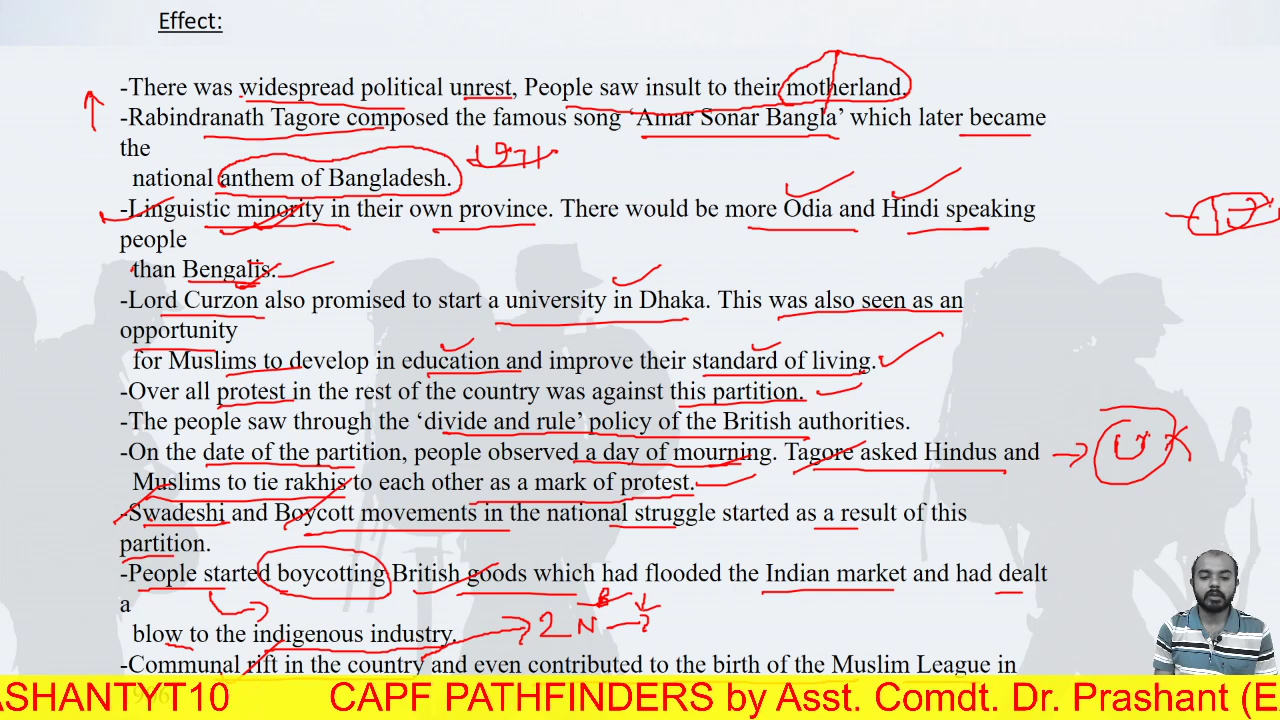 Effect:
-There was widespread political unrest, People saw insult to their motherland.
-Rabindranath Tagore composed the famous song ‘Amar Sonar Bangla’ which later became
the
national anthem of Bangladesh.
1971
-Linguistic minority in their own province. There would be more Odia and Hindi speaking
people
than Bengalis.
-Lord Curzon also promised to start a university in Dhaka. This was also seen as an
opportunity
for Muslims to develop in education and improve their standard of living.
-Over all protest in the rest of the country was against this partition.
-The people saw through the ‘divide and rule’ policy of the British authorities.
-On the date of the partition, people observed a day of mourning. Tagore asked Hindus and
Muslims to tie rakhis to each other as a mark of protest.
-Swadeshi and Boycott movements in the national struggle started as a result of this
partition.
-People started boycotting British goods which had flooded the Indian market and had dealt
a
blow to the indigenous industry.
2 N
-Communal rift in the country and even contributed to the birth of the Muslim League in
ASHANTYT10 CAPF PATHFINDERS by Asst. Comdt. Dr. Prashant (E